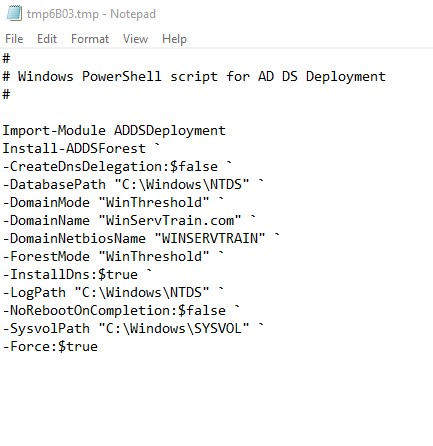 tmp6B03.tmp - Notepad
File Edit Format View Help
#
# Windows PowerShell script for AD DS Deployment
#
Import-Module ADDSDeployment
Install-ADDSForest `
-CreateDnsDelegation:$false `
-DatabasePath "C:\Windows\NTDS" `
-DomainMode "WinThreshold" `
-DomainName "WinServTrain.com" `
-DomainNetbiosName "WINSERVTRAIN" `
-ForestMode "WinThreshold" `
-InstallDns:$true `
-LogPath "C:\Windows\NTDS" `
-NoRebootOnCompletion:$false `
-SysvolPath "C:\Windows\SYSVOL" `
-Force:$true